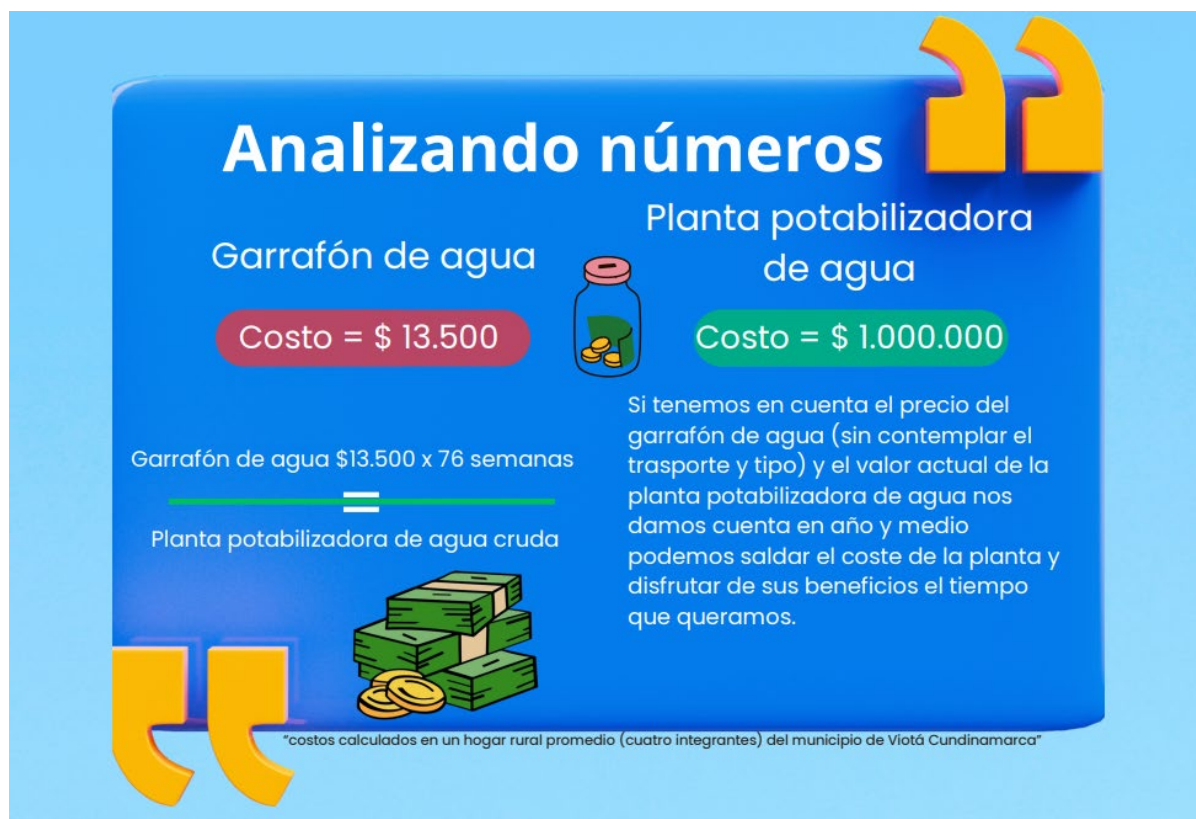 Analizando números
Garrafón de agua
Costo = $ 13.500
Garrafón de agua $13.500 x 76 semanas
=
Planta potabilizadora de agua cruda
Planta potabilizadora
de agua
Costo = $ 1.000.000
Si tenemos en cuenta el precio del
garrafón de agua (sin contemplar el
trasporte y tipo) y el valor actual de la
planta potabilizadora de agua nos
damos cuenta en año y medio
podemos saldar el coste de la planta y
disfrutar de sus beneficios el tiempo
que queramos.
“costos calculados en un hogar rural promedio (cuatro integrantes) del municipio de Viotá Cundinamarca”